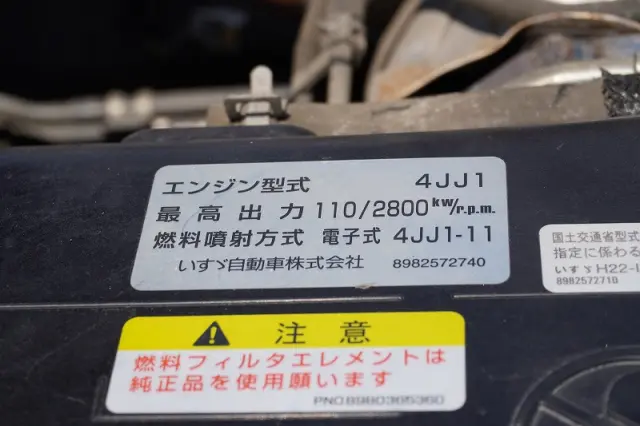 エンジン型式 4JJ1
最高出力 110/2800kW/r.p.m.
燃料噴射方式 電子式 4JJ1-11
いすゞ自動車株式会社 8982572740
国土交通省型式
指定に係わる
いすゞH22-I
8982572710
注意
燃料フィルタエレメントは
純正品を使用願います
PNO.8980365360